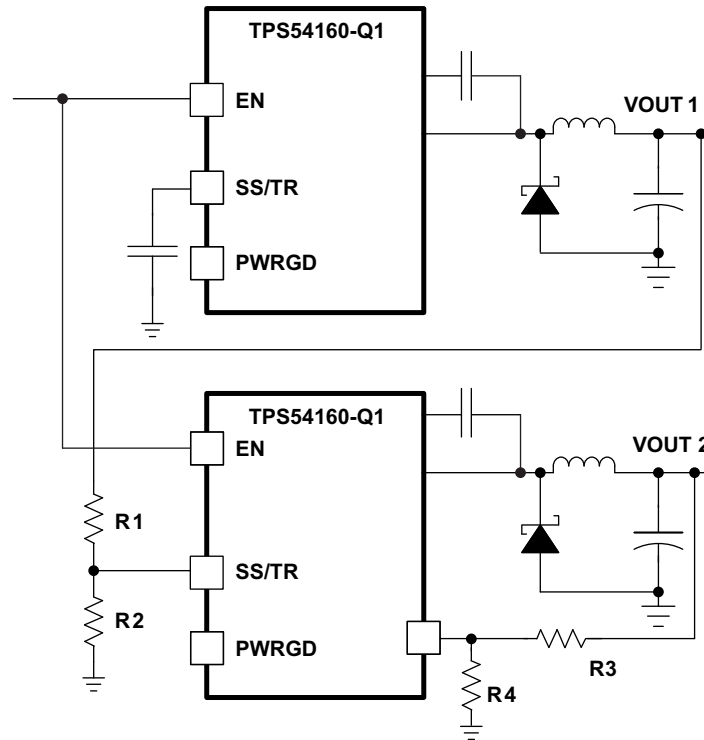 TPS54160-Q1
EN
VOUT 1
SS/TR
PWRGD
TPS54160-Q1
EN
VOUT 2
R1
SS/TR
R2
PWRGD
R3
R4